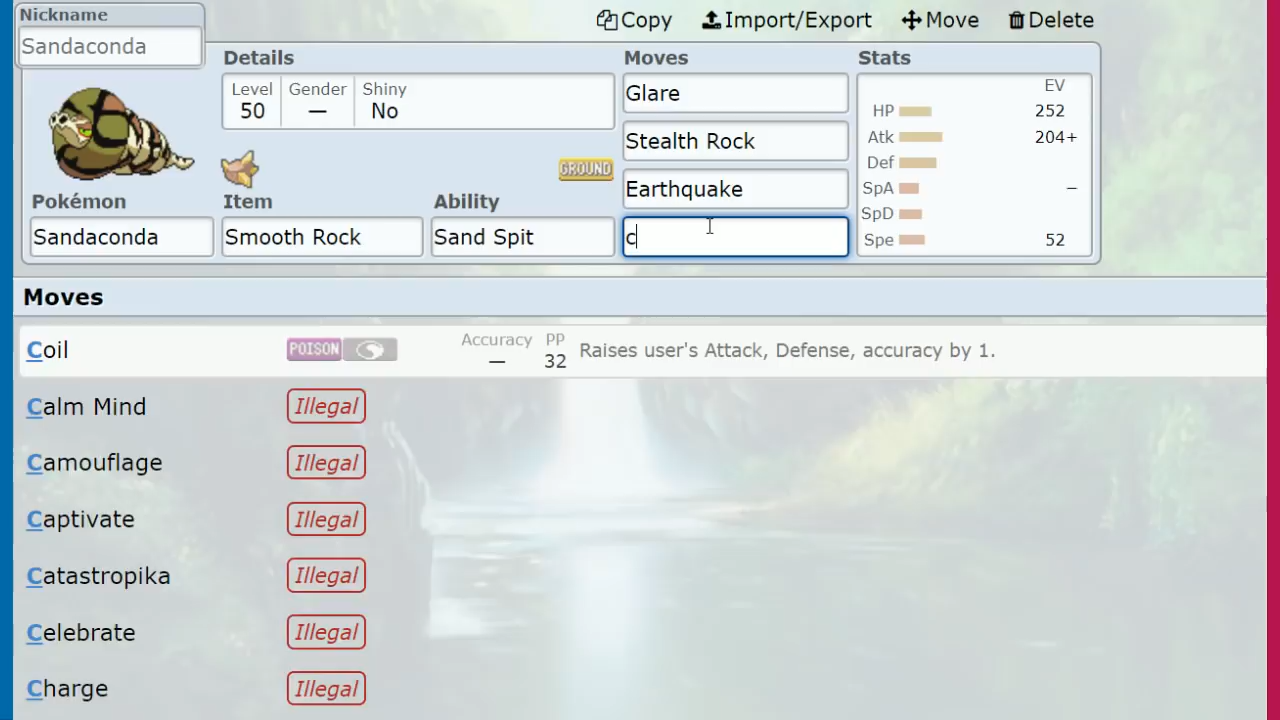 Nickname
Sandaconda
Copy Import/Export Move Delete
Details
Level Gender Shiny
50 — No
GROUND
Pokémon Item Ability
Sandaconda Smooth Rock Sand Spit
Moves
Glare
Stealth Rock
Earthquake
c
Stats
EV
HP 252
Atk 204+
Def
SpA –
SpD
Spe 52
Moves
Coil POISON Accuracy — PP 32 Raises user's Attack, Defense, accuracy by 1.
Calm Mind Illegal
Camouflage Illegal
Captivate Illegal
Catastropika Illegal
Celebrate Illegal
Charge Illegal